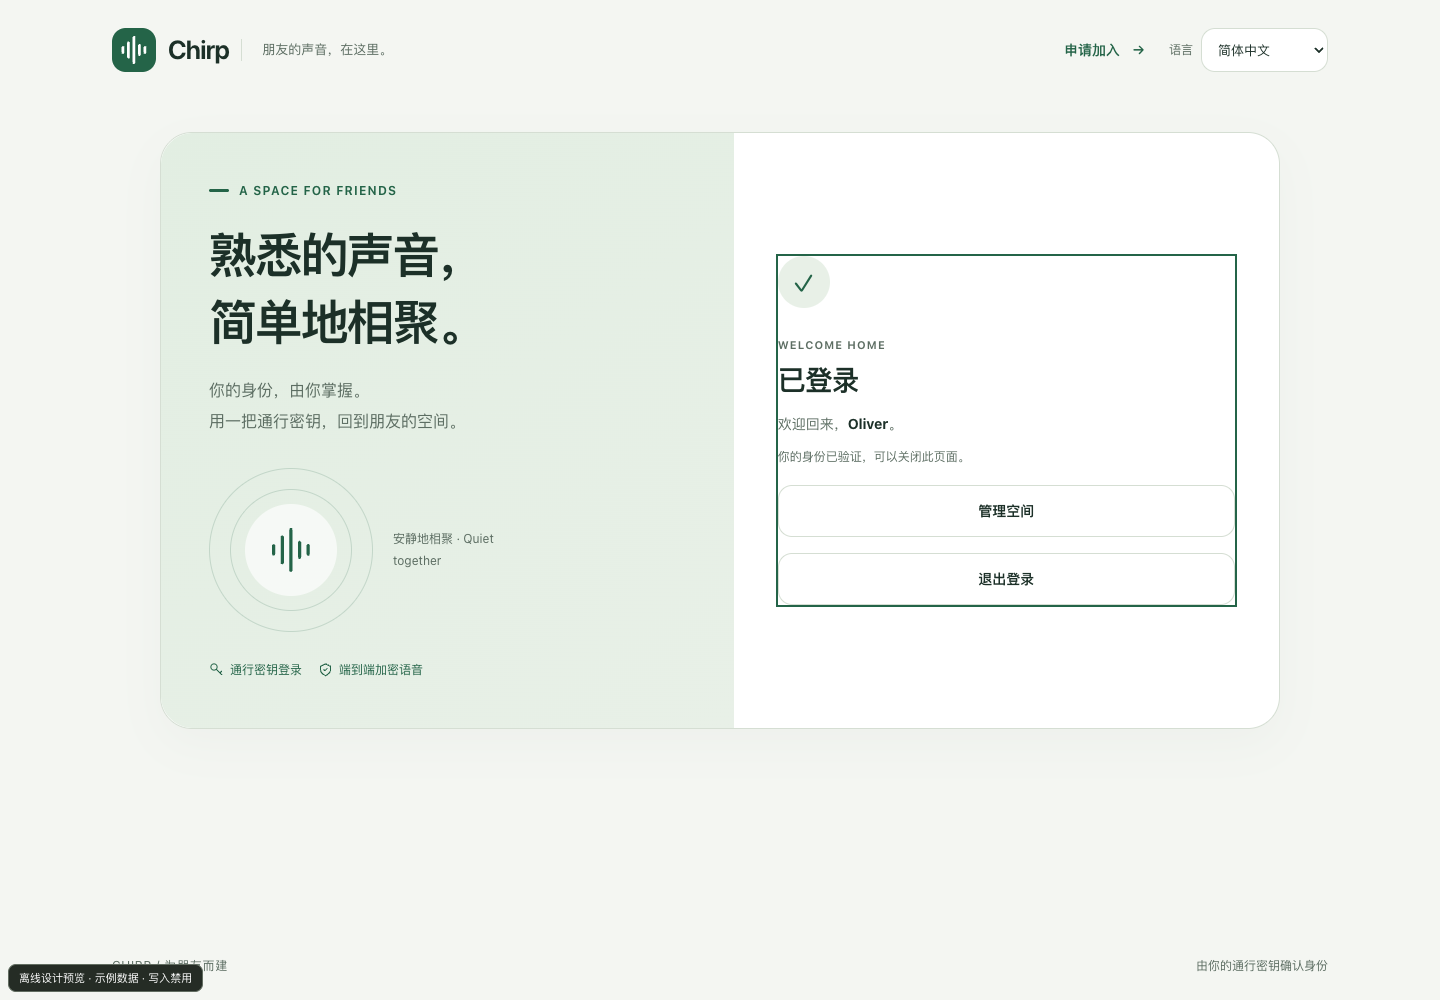 Chirp
朋友的声音，在这里。
申请加入 →
语言
简体中文
A SPACE FOR FRIENDS
熟悉的声音，
简单地相聚。
你的身份，由你掌握。
用一把通行密钥，回到朋友的空间。
安静地相聚 · Quiet
together
通行密钥登录
端到端加密语音
WELCOME HOME
已登录
欢迎回来，Oliver。
你的身份已验证，可以关闭此页面。
管理空间
退出登录
而建
离线设计预览 · 示例数据 · 写入禁用
由你的通行密钥确认身份